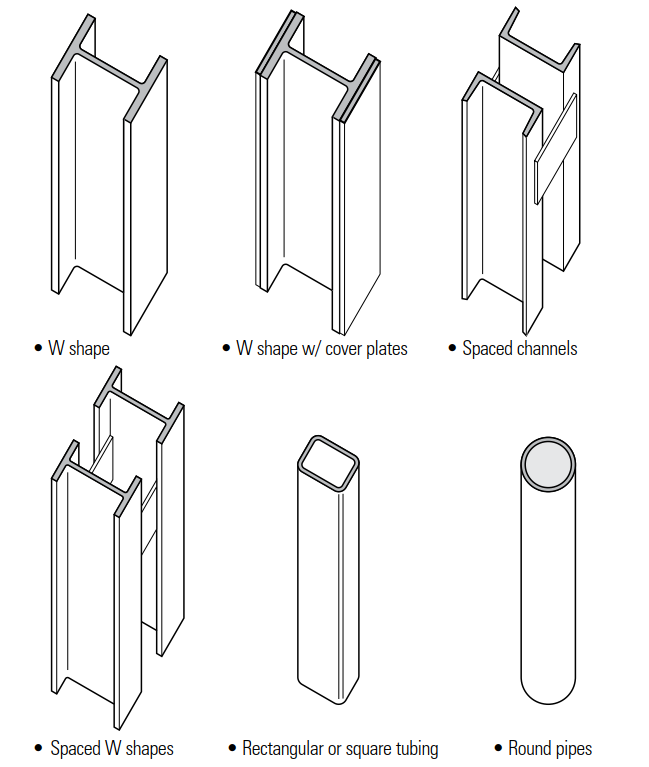 • W shape
• W shape w/ cover plates
• Spaced channels
• Spaced W shapes
• Rectangular or square tubing
• Round pipes